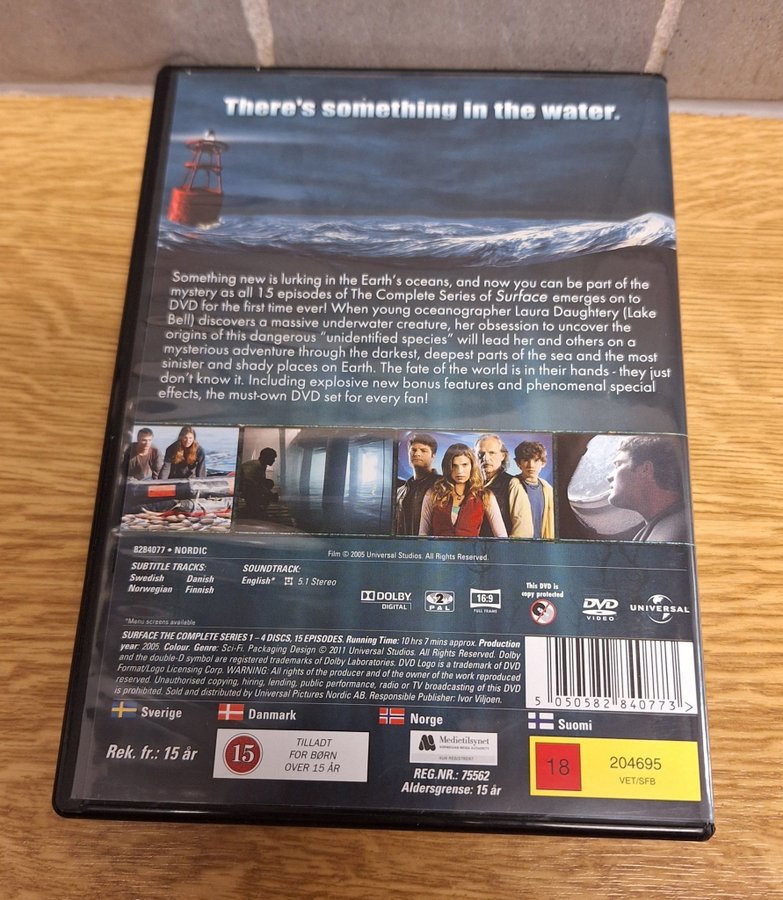 There's something in the water.
Something new is lurking in the Earth's oceans, and now you can be part of the
mystery as all 15 episodes of The Complete Series of Surface emerges on to
DVD for the first time ever! When young oceanographer Laura Daughtery (Lake
Bell) discovers a massive underwater creature, her obsession to uncover the
origins of this dangerous "unidentified species" will lead her and others on a
mysterious adventure through the darkest, deepest parts of the sea and the most
sinister and shady places on Earth. The fate of the world is in their hands - they just
don't know it. Including explosive new bonus features and phenomenal special
effects, the must-own DVD set for every fan!
8284077 • NORDIC
Film © 2005 Universal Studios. All Rights Reserved.
SUBTITLE TRACKS:
Swedish Danish
Norwegian Finnish
SOUNDTRACK:
English* 5.1 Stereo
*Menu screens available
DOLBY
DIGITAL
2
PAL
16:9
FULL FRAME
This DVD is
copy protected
DVD
VIDEO
UNIVERSAL
SURFACE THE COMPLETE SERIES 1 – 4 DISCS, 15 EPISODES. Running Time: 10 hrs 7 mins approx. Production
year: 2005. Colour. Genre: Sci-Fi. Packaging Design © 2011 Universal Studios. All Rights Reserved. Dolby
and the double-D symbol are registered trademarks of Dolby Laboratories. DVD Logo is a trademark of DVD
Format/Logo Licensing Corp. WARNING: All rights of the producer and of the owner of the work reproduced
reserved. Unauthorised copying, hiring, lending, public performance, radio or TV broadcasting of this DVD
is prohibited. Sold and distributed by Universal Pictures Nordic AB. Responsible Publisher: Ivor Viljoen.
5 050582 840773 >
Sverige
Rek. fr.: 15 år
Danmark
15
TILLADT
FOR BØRN
OVER 15 ÅR
Norge
Medietilsynet
NORWEGIAN MEDIA AUTHORITY
KUN REGISTRERT
REG.NR.: 75562
Aldersgrense: 15 år
Suomi
18
204695
VET/SFB